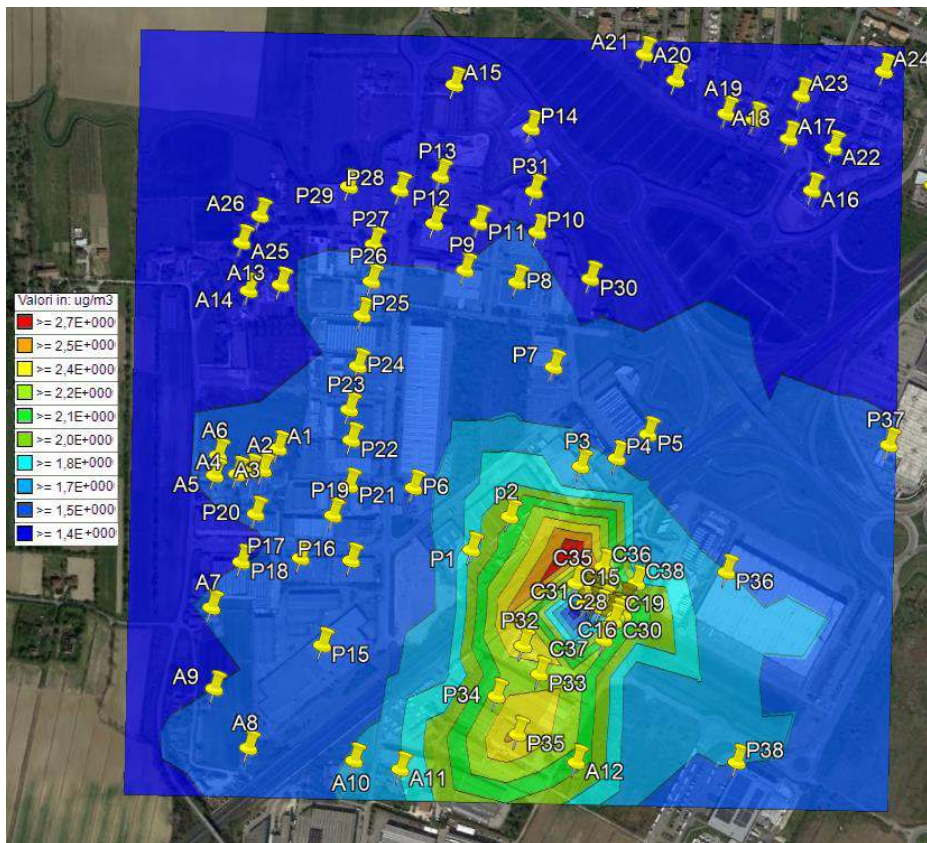 A21
A20
A24
A15
A23
A19
A18
A17
P14
A22
P13
P31
A16
P28
P29
P12
A26
P11
P10
P27
A25
P9
P26
A13
P8
P30
A14
Valori in: ug/m3
>= 2,7E+000
>= 2,5E+000
>= 2,4E+000
>= 2,2E+000
>= 2,1E+000
>= 2,0E+000
>= 1,8E+000
>= 1,7E+000
>= 1,5E+000
>= 1,4E+000
P25
P24
P7
P23
P37
P5
P4
A6
A2
A1
P22
P3
A4
A3
A5
P19
P21
P6
P20
p2
P1
P17
P16
P18
C35
C36
C15
C38
P36
C31
C28
C19
A7
C16
C30
P32
C37
P15
A9
P33
P34
A8
P35
P38
A10
A11
A12